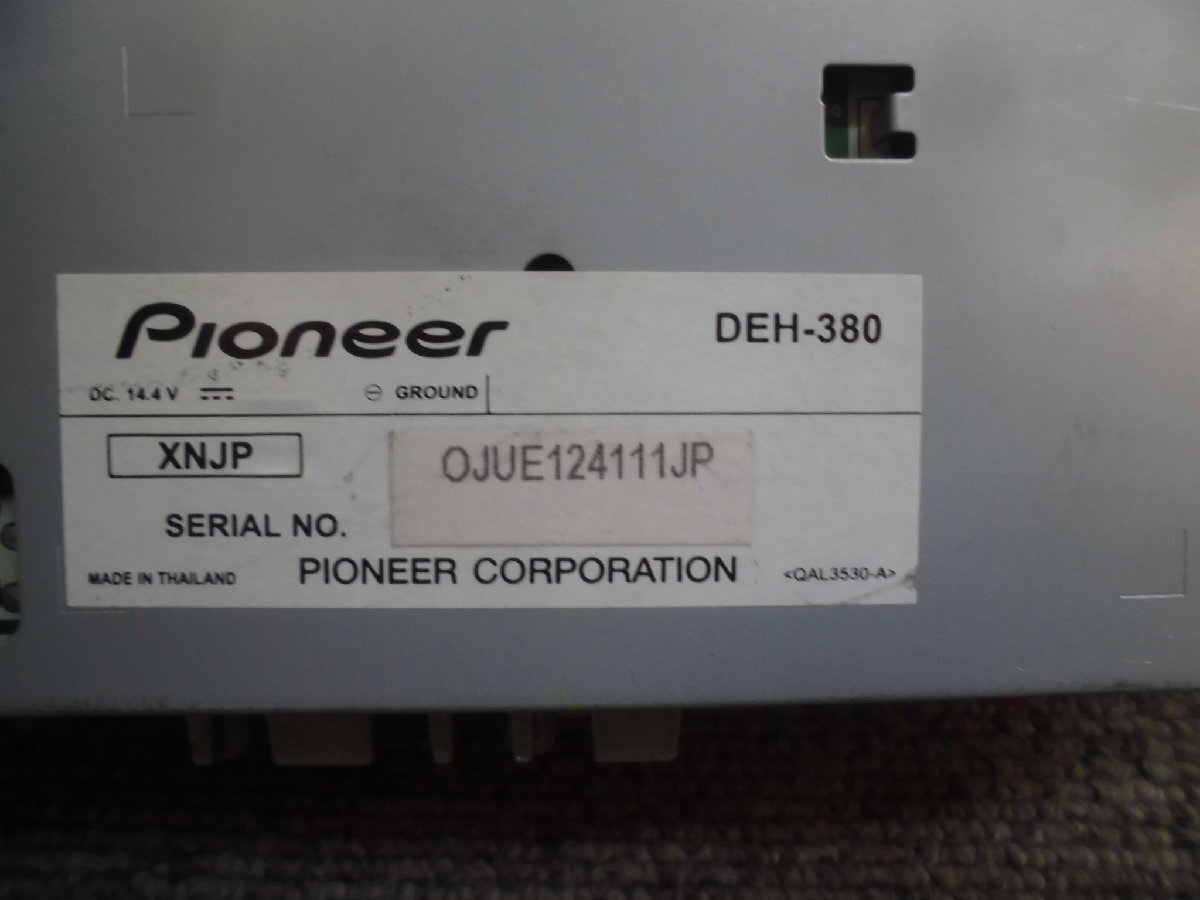 Pioneer DEH-380
DC. 14.4 V ⎓ ⊖ GROUND
XNJP OJUE124111JP
SERIAL NO.
MADE IN THAILAND PIONEER CORPORATION <QAL3530-A>